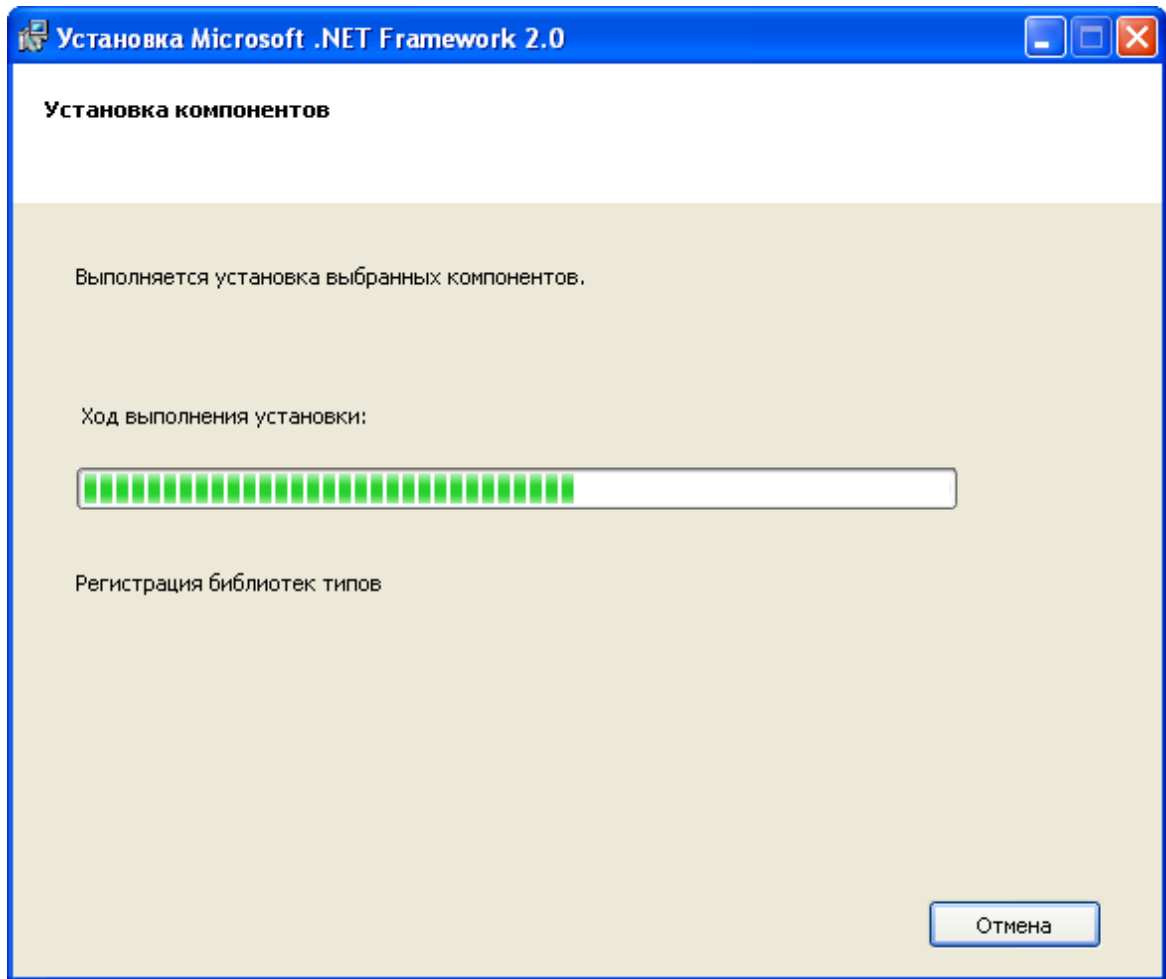 Установка Microsoft .NET Framework 2.0
Установка компонентов
Выполняется установка выбранных компонентов.
Ход выполнения установки:
Регистрация библиотек типов
Отмена